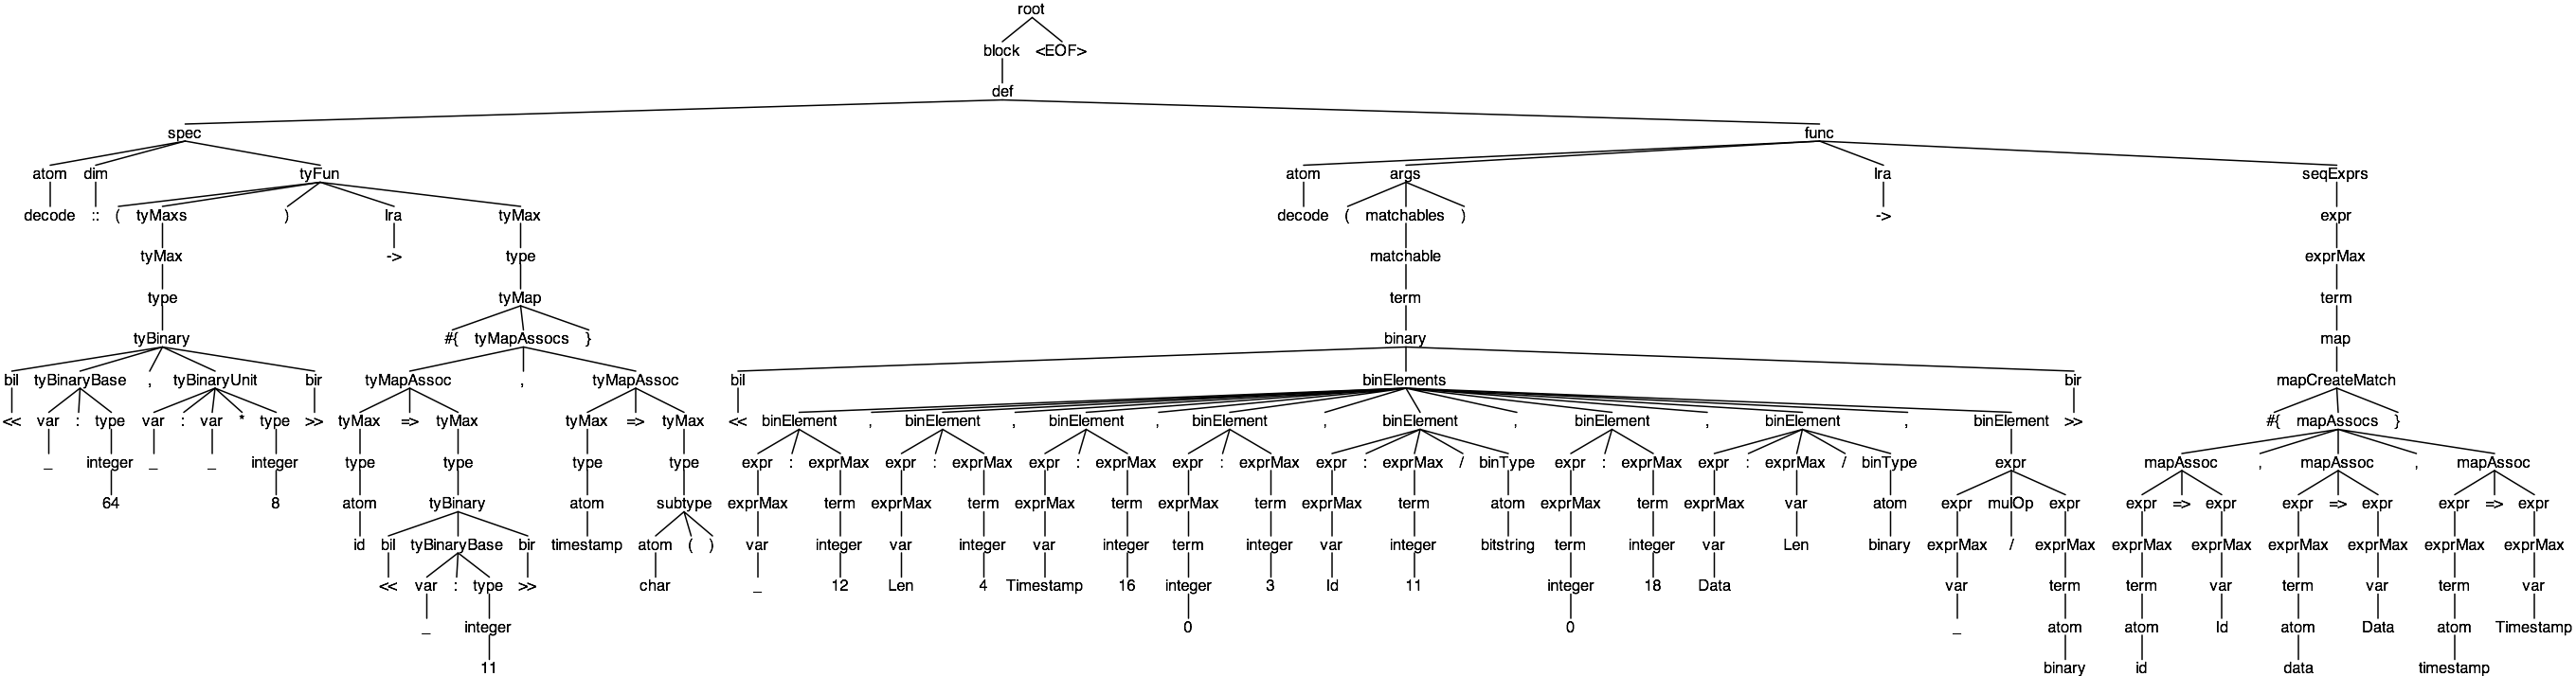 root
block <EOF>
def
spec func
atom dim tyFun atom args lra seqExprs
decode :: ( tyMaxs ) lra tyMax decode ( matchables ) -> expr
tyMax -> type matchable exprMax
type tyMap term term
tyBinary #{ tyMapAssocs } binary map
bil tyBinaryBase , tyBinaryUnit bir tyMapAssoc , tyMapAssoc bil binElements bir mapCreateMatch
<< var : type var : var * type >> tyMax => tyMax tyMax => tyMax << binElement , binElement , binElement , binElement , binElement , binElement , binElement , binElement >> #{ mapAssocs }
_ integer _ _ integer type type type type expr : exprMax expr : exprMax expr : exprMax expr : exprMax expr : exprMax / binType expr : exprMax expr : exprMax / binType expr mapAssoc , mapAssoc , mapAssoc
64 8 atom tyBinary atom subtype exprMax term exprMax term exprMax term exprMax term exprMax term atom exprMax term exprMax var atom expr mulOp expr expr => expr expr => expr expr => expr
id bil tyBinaryBase bir timestamp atom ( ) var integer var integer var integer term integer var integer bitstring term integer var Len binary exprMax / exprMax exprMax exprMax exprMax exprMax exprMax exprMax
<< var : type >> char _ 12 Len 4 Timestamp 16 integer 3 Id 11 integer 18 Data var term term var term var term var
_ integer 0 0 _ atom atom Id atom Data atom Timestamp
11 binary id data timestamp